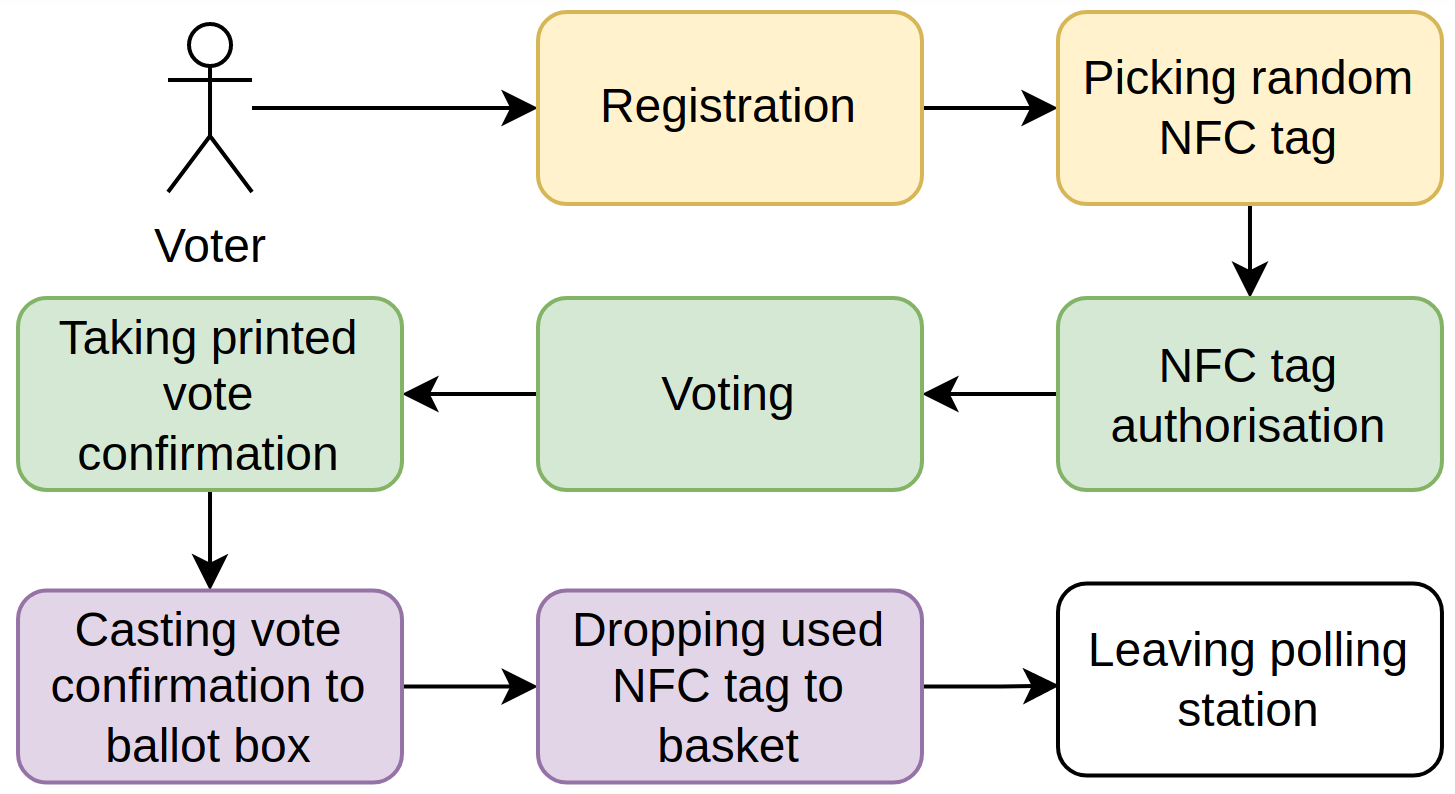 Voter
Registration
Picking random
NFC tag
NFC tag
authorisation
Voting
Taking printed
vote
confirmation
Casting vote
confirmation to
ballot box
Dropping used
NFC tag to
basket
Leaving polling
station